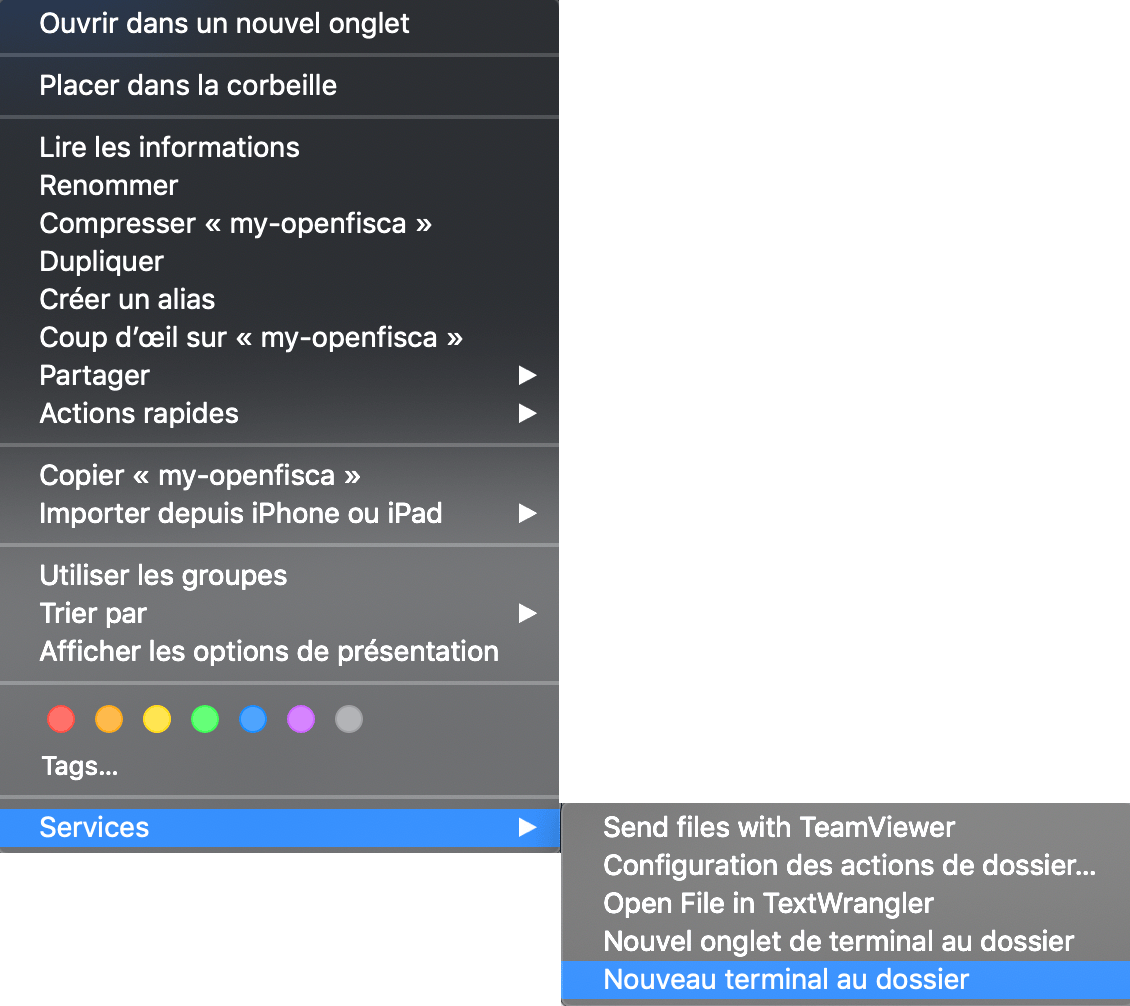 Ouvrir dans un nouvel onglet
Placer dans la corbeille
Lire les informations
Renommer
Compresser « my-openfisca »
Dupliquer
Créer un alias
Coup d’œil sur « my-openfisca »
Partager
Actions rapides
Copier « my-openfisca »
Importer depuis iPhone ou iPad
Utiliser les groupes
Trier par
Afficher les options de présentation
Tags...
Services
Send files with TeamViewer
Configuration des actions de dossier...
Open File in TextWrangler
Nouvel onglet de terminal au dossier
Nouveau terminal au dossier